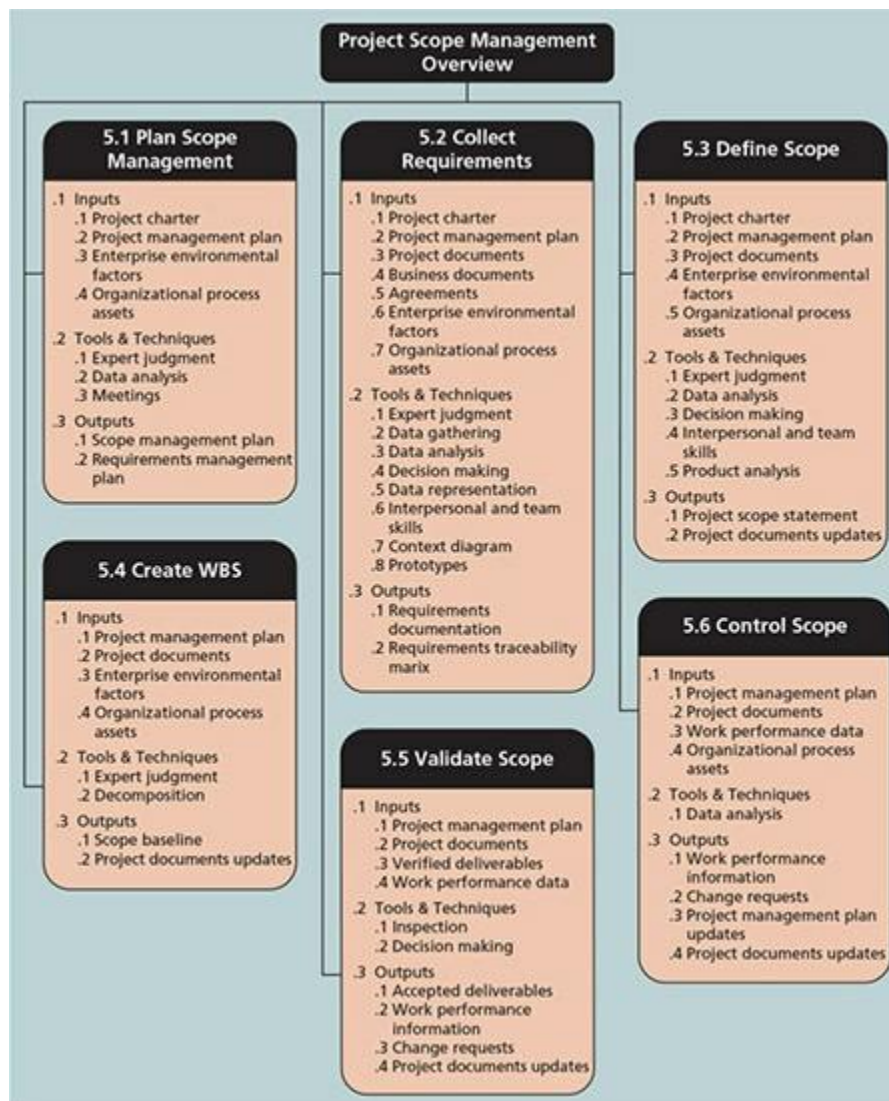 Project Scope Management
Overview
5.1 Plan Scope
Management
.1 Inputs
.1 Project charter
.2 Project management plan
.3 Enterprise environmental
factors
.4 Organizational process
assets
.2 Tools & Techniques
.1 Expert judgment
.2 Data analysis
.3 Meetings
.3 Outputs
.1 Scope management plan
.2 Requirements management
plan
5.2 Collect
Requirements
.1 Inputs
.1 Project charter
.2 Project management plan
.3 Project documents
.4 Business documents
.5 Agreements
.6 Enterprise environmental
factors
.7 Organizational process
assets
.2 Tools & Techniques
.1 Expert judgment
.2 Data gathering
.3 Data analysis
.4 Decision making
.5 Data representation
.6 Interpersonal and team
skills
.7 Context diagram
.8 Prototypes
.3 Outputs
.1 Requirements
documentation
.2 Requirements traceability
marix
5.3 Define Scope
.1 Inputs
.1 Project charter
.2 Project management plan
.3 Project documents
.4 Enterprise environmental
factors
.5 Organizational process
assets
.2 Tools & Techniques
.1 Expert judgment
.2 Data analysis
.3 Decision making
.4 Interpersonal and team
skills
.5 Product analysis
.3 Outputs
.1 Project scope statement
.2 Project documents updates
5.4 Create WBS
.1 Inputs
.1 Project management plan
.2 Project documents
.3 Enterprise environmental
factors
.4 Organizational process
assets
.2 Tools & Techniques
.1 Expert judgment
.2 Decomposition
.3 Outputs
.1 Scope baseline
.2 Project documents updates
5.5 Validate Scope
.1 Inputs
.1 Project management plan
.2 Project documents
.3 Verified deliverables
.4 Work performance data
.2 Tools & Techniques
.1 Inspection
.2 Decision making
.3 Outputs
.1 Accepted deliverables
.2 Work performance
information
.3 Change requests
.4 Project documents updates
5.6 Control Scope
.1 Inputs
.1 Project management plan
.2 Project documents
.3 Work performance data
.4 Organizational process
assets
.2 Tools & Techniques
.1 Data analysis
.3 Outputs
.1 Work performance
information
.2 Change requests
.3 Project management plan
updates
.4 Project documents updates